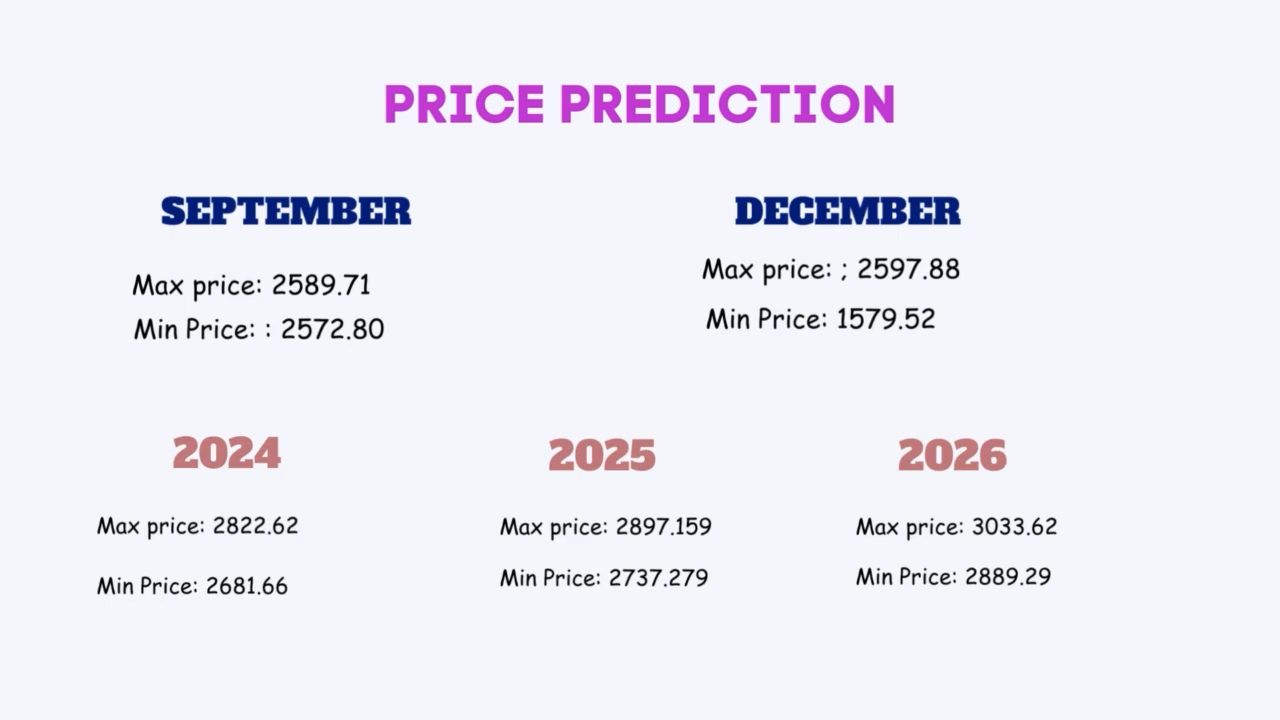 PRICE PREDICTION
SEPTEMBER
Max price: 2589.71
Min Price: : 2572.80
DECEMBER
Max price: ; 2597.88
Min Price: 1579.52
2024
Max price: 2822.62
Min Price: 2681.66
2025
Max price: 2897.159
Min Price: 2737.279
2026
Max price: 3033.62
Min Price: 2889.29